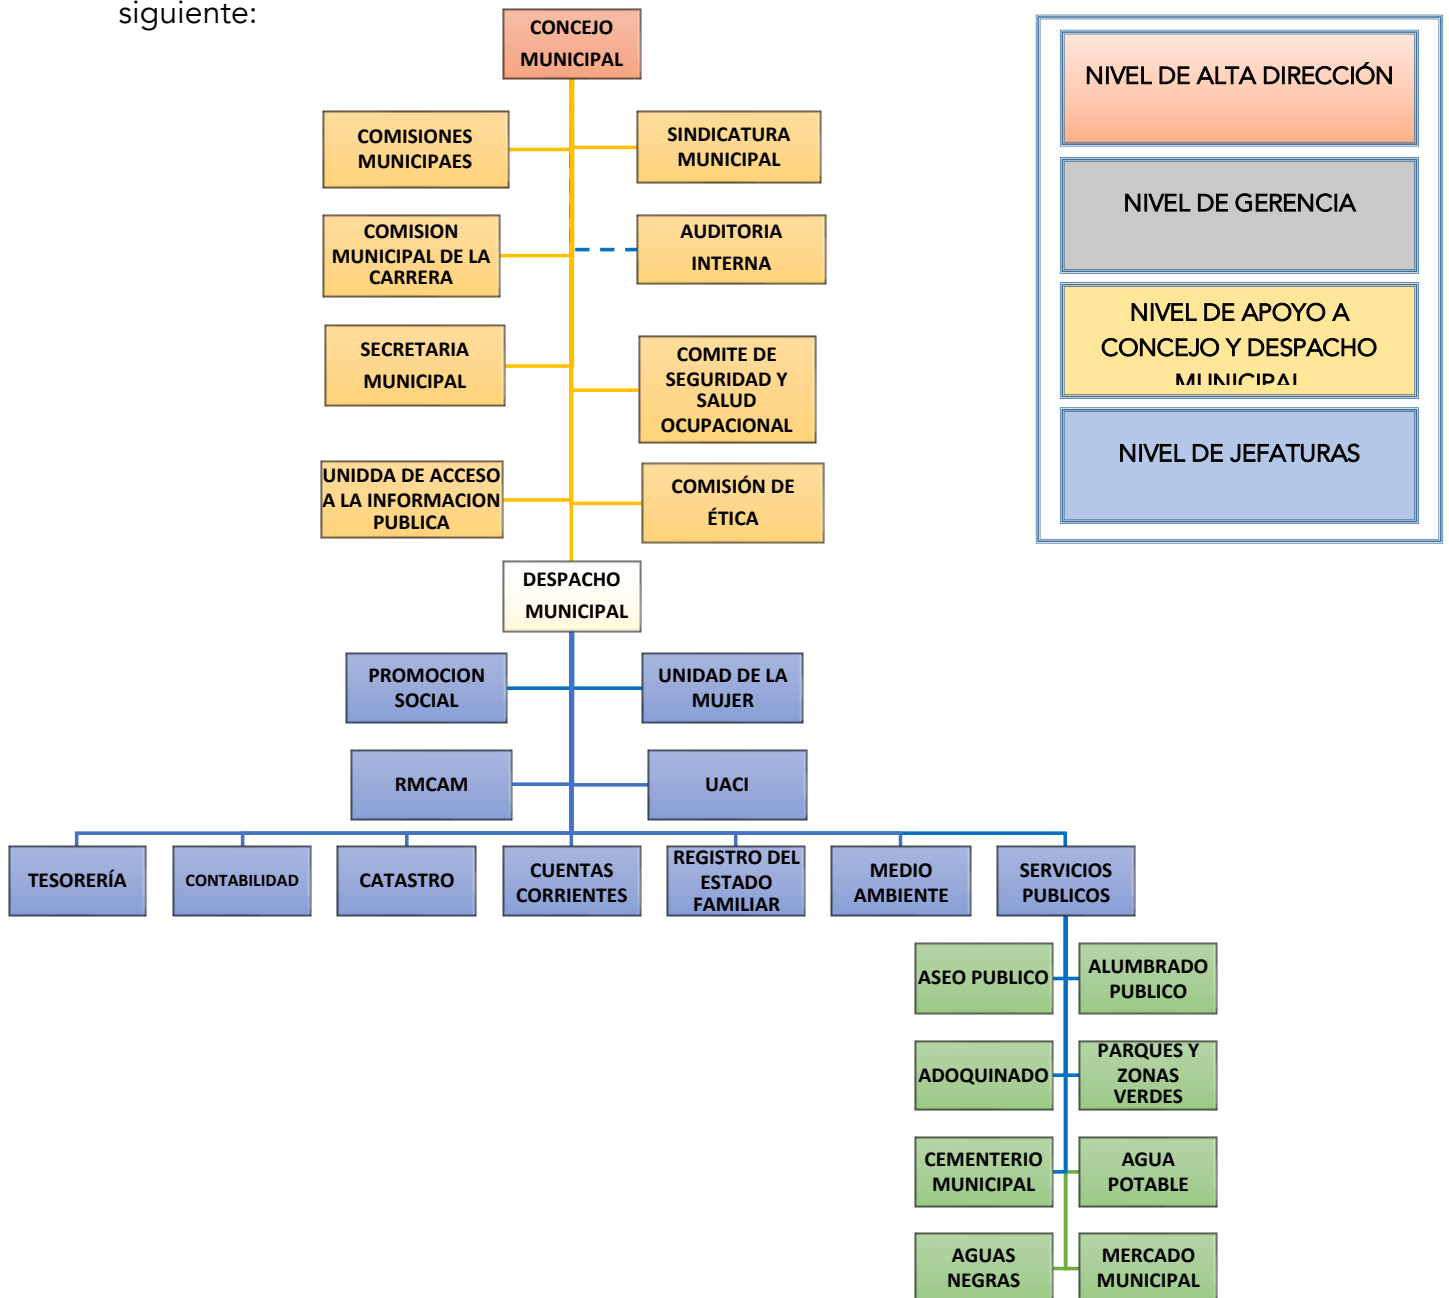 siguiente:
CONCEJO
MUNICIPAL
COMISIONES
MUNICIPAES
SINDICATURA
MUNICIPAL
COMISION
MUNICIPAL DE LA
CARRERA
AUDITORIA
INTERNA
SECRETARIA
MUNICIPAL
COMITE DE
SEGURIDAD Y
SALUD
OCUPACIONAL
UNIDDA DE ACCESO
A LA INFORMACION
PUBLICA
COMISIÓN DE
ÉTICA
DESPACHO
MUNICIPAL
PROMOCION
SOCIAL
UNIDAD DE LA
MUJER
RMCAM
UACI
TESORERÍA
CONTABILIDAD
CATASTRO
CUENTAS
CORRIENTES
REGISTRO DEL
ESTADO
FAMILIAR
MEDIO
AMBIENTE
SERVICIOS
PUBLICOS
ASEO PUBLICO
ALUMBRADO
PUBLICO
ADOQUINADO
PARQUES Y
ZONAS
VERDES
CEMENTERIO
MUNICIPAL
AGUA
POTABLE
AGUAS
NEGRAS
MERCADO
MUNICIPAL
NIVEL DE ALTA DIRECCIÓN
NIVEL DE GERENCIA
NIVEL DE APOYO A
CONCEJO Y DESPACHO
MUNICIPAL
NIVEL DE JEFATURAS